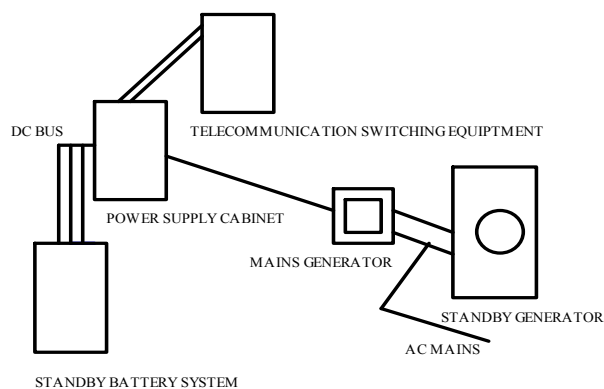 TELECOMMUNICATION SWITCHING EQUIPTMENT
DC BUS
POWER SUPPLY CABINET
MAINS GENERATOR
STANDBY GENERATOR
AC MAINS
STANDBY BATTERY SYSTEM